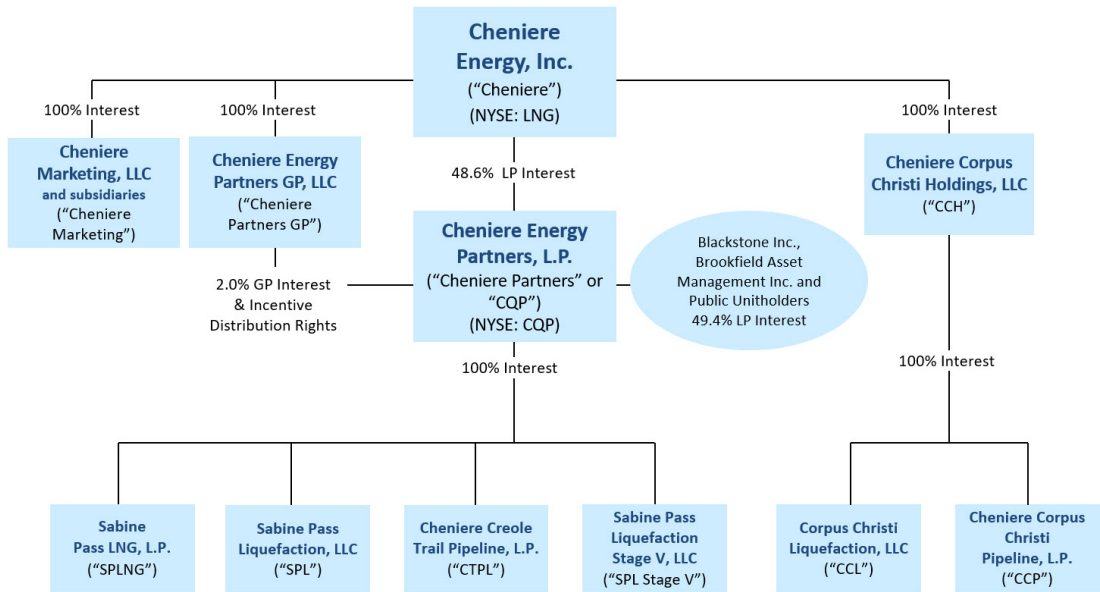 Cheniere
Energy, Inc.
(“Cheniere”)
(NYSE: LNG)
100% Interest
100% Interest
100% Interest
Cheniere
Marketing, LLC
and subsidiaries
(“Cheniere
Marketing”)
Cheniere Energy
Partners GP, LLC
(“Cheniere
Partners GP”)
48.6% LP Interest
Cheniere Corpus
Christi Holdings, LLC
(“CCH”)
2.0% GP Interest
& Incentive
Distribution Rights
Cheniere Energy
Partners, L.P.
(“Cheniere Partners” or
“CQP”)
(NYSE: CQP)
Blackstone Inc.,
Brookfield Asset
Management Inc. and
Public Unitholders
49.4% LP Interest
100% Interest
100% Interest
Sabine
Pass LNG, L.P.
(“SPLNG”)
Sabine Pass
Liquefaction, LLC
(“SPL”)
Cheniere Creole
Trail Pipeline, L.P.
(“CTPL”)
Sabine Pass
Liquefaction
Stage V, LLC
(“SPL Stage V”)
Corpus Christi
Liquefaction, LLC
(“CCL”)
Cheniere Corpus
Christi
Pipeline, L.P.
(“CCP”)